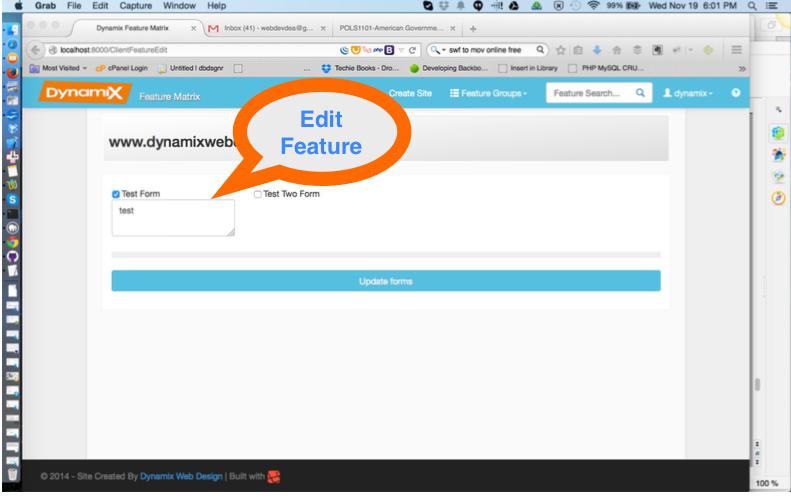 Grab File Edit Capture Window Help 99% Wed Nov 19 6:01 PM
Dynamix Feature Matrix x Inbox (41) - webdevdea@g... x POLS1101-American Governme... x +
localhost:8000/ClientFeatureEdit swf to mov online free
Most Visited cPanel Login Untitled I dbdsgnr ... Techie Books - Dro... Developing Backbo... Insert in Library PHP MySQL CRU... »
DynamiX Feature Matrix Create Site Feature Groups Feature Search... dynamix
Edit
Feature
www.dynamixweb
Test Form Test Two Form
test
Update forms
© 2014 - Site Created By Dynamix Web Design | Built with
100 %